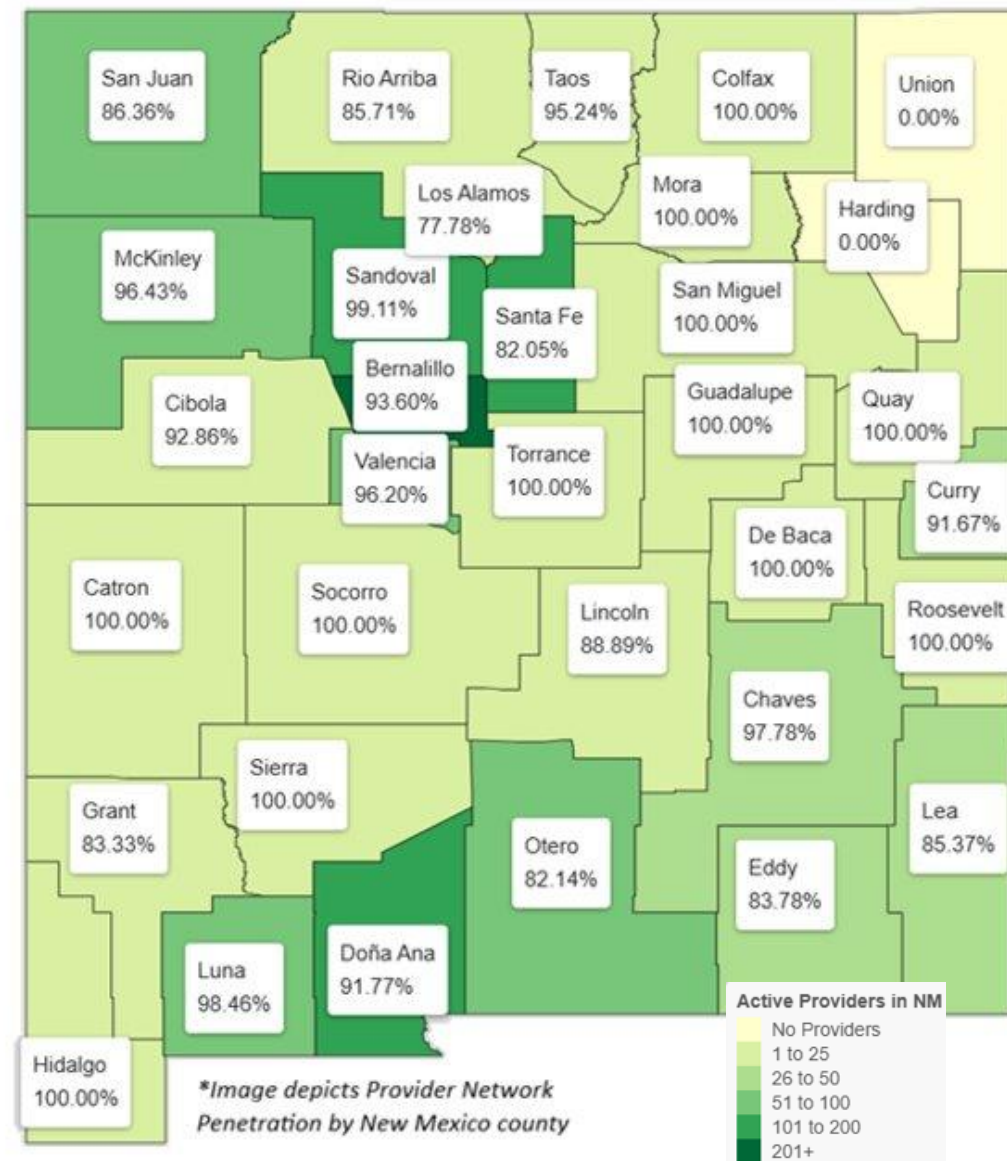 San Juan
86.36%
Rio Arriba
85.71%
Taos
95.24%
Colfax
100.00%
Union
0.00%
Los Alamos
77.78%
Mora
100.00%
Harding
0.00%
McKinley
96.43%
Sandoval
99.11%
Santa Fe
82.05%
San Miguel
100.00%
Bernalillo
93.60%
Cibola
92.86%
Guadalupe
100.00%
Quay
100.00%
Valencia
96.20%
Torrance
100.00%
Curry
91.67%
De Baca
100.00%
Catron
100.00%
Socorro
100.00%
Lincoln
88.89%
Roosevelt
100.00%
Chaves
97.78%
Sierra
100.00%
Grant
83.33%
Otero
82.14%
Lea
85.37%
Eddy
83.78%
Luna
98.46%
Doña Ana
91.77%
Hidalgo
100.00%
*Image depicts Provider Network
Penetration by New Mexico county
Active Providers in NM
No Providers
1 to 25
26 to 50
51 to 100
101 to 200
201+